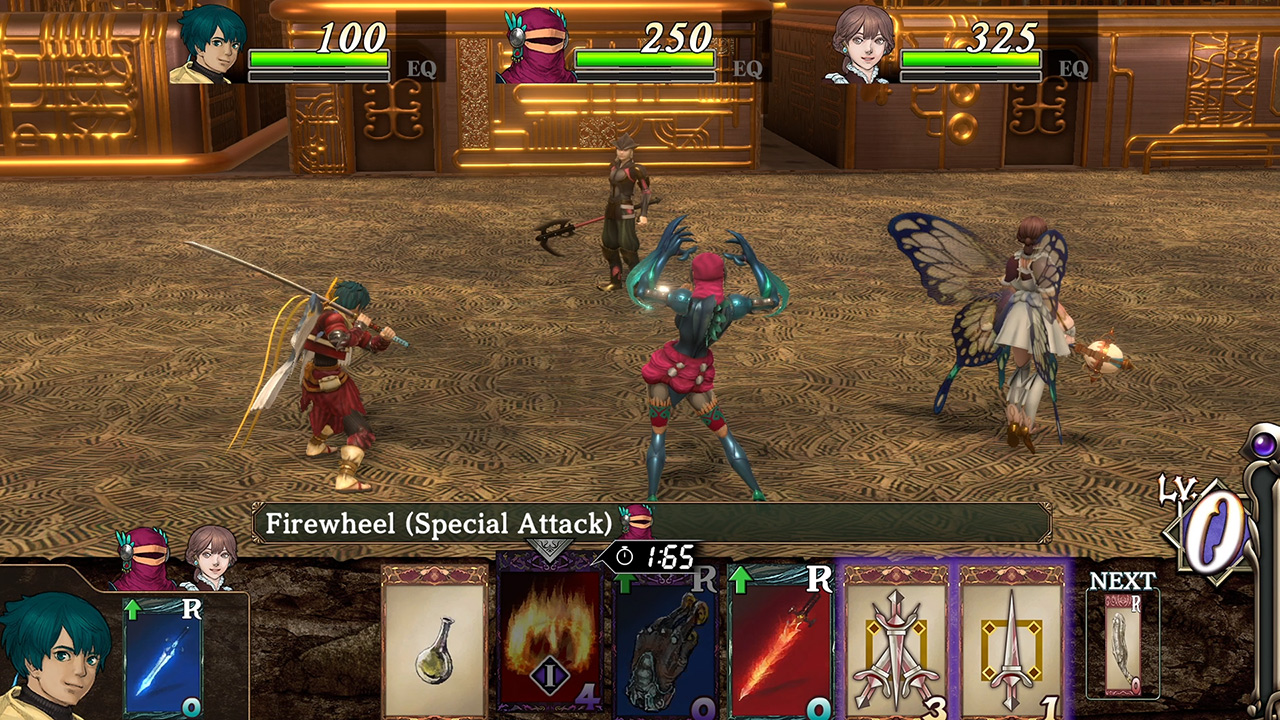 100
EQ
250
EQ
325
EQ
Firewheel (Special Attack)
1:65
LV. 0
R
0
I
4
R
0
R
0
3
1
NEXT
R
0